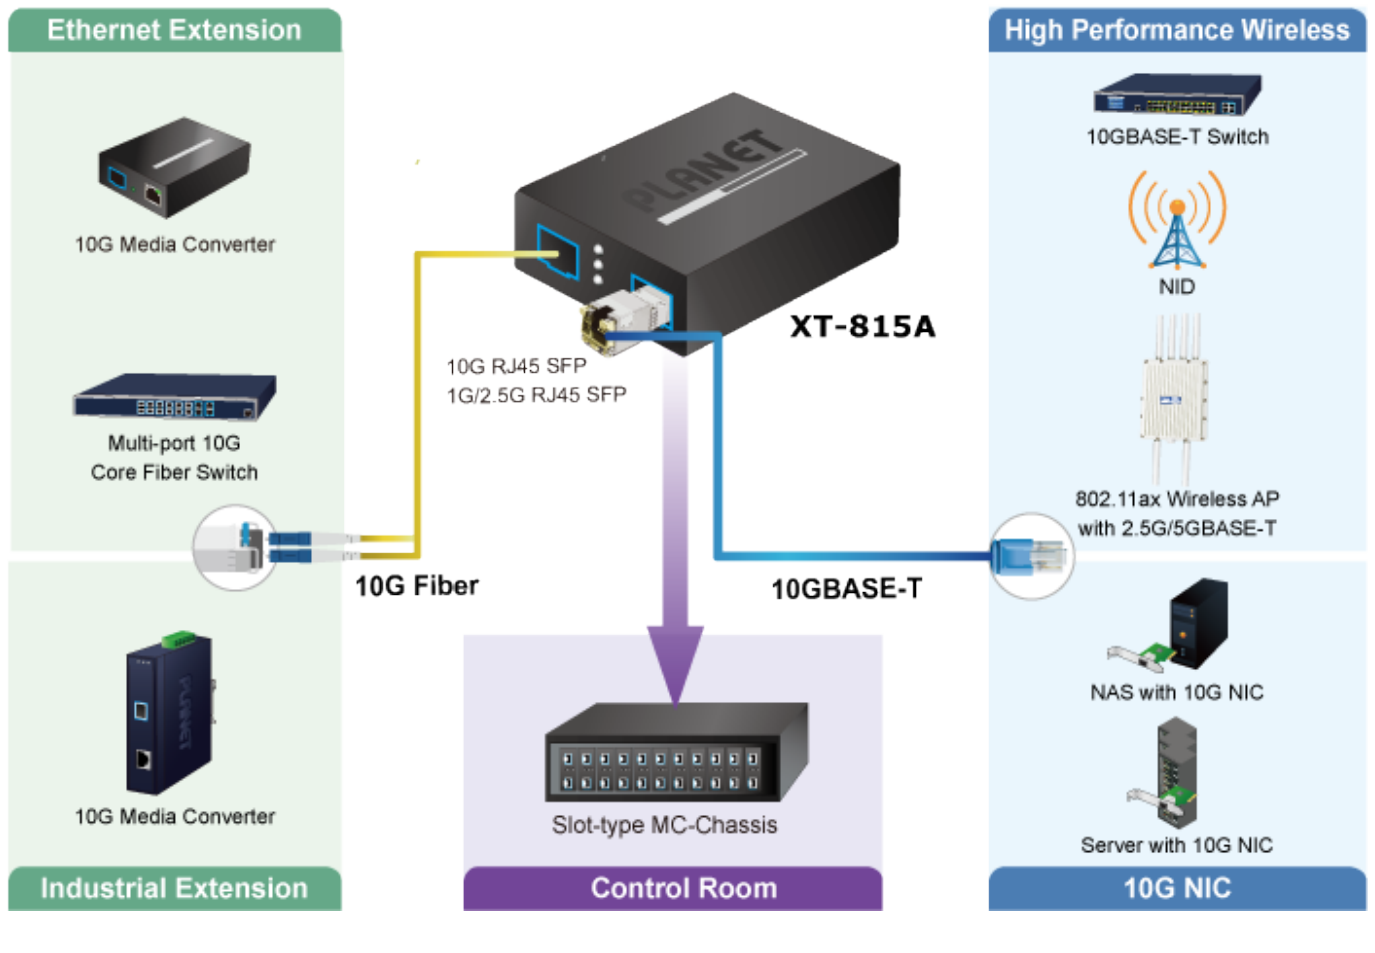 Ethernet Extension
10G Media Converter
Multi-port 10G
Core Fiber Switch
10G Media Converter
PLANET
Industrial Extension
PLANET
XT-815A
10G RJ45 SFP
1G/2.5G RJ45 SFP
10G Fiber
10GBASE-T
Slot-type MC-Chassis
Control Room
High Performance Wireless
10GBASE-T Switch
NID
802.11ax Wireless AP
with 2.5G/5GBASE-T
NAS with 10G NIC
Server with 10G NIC
10G NIC